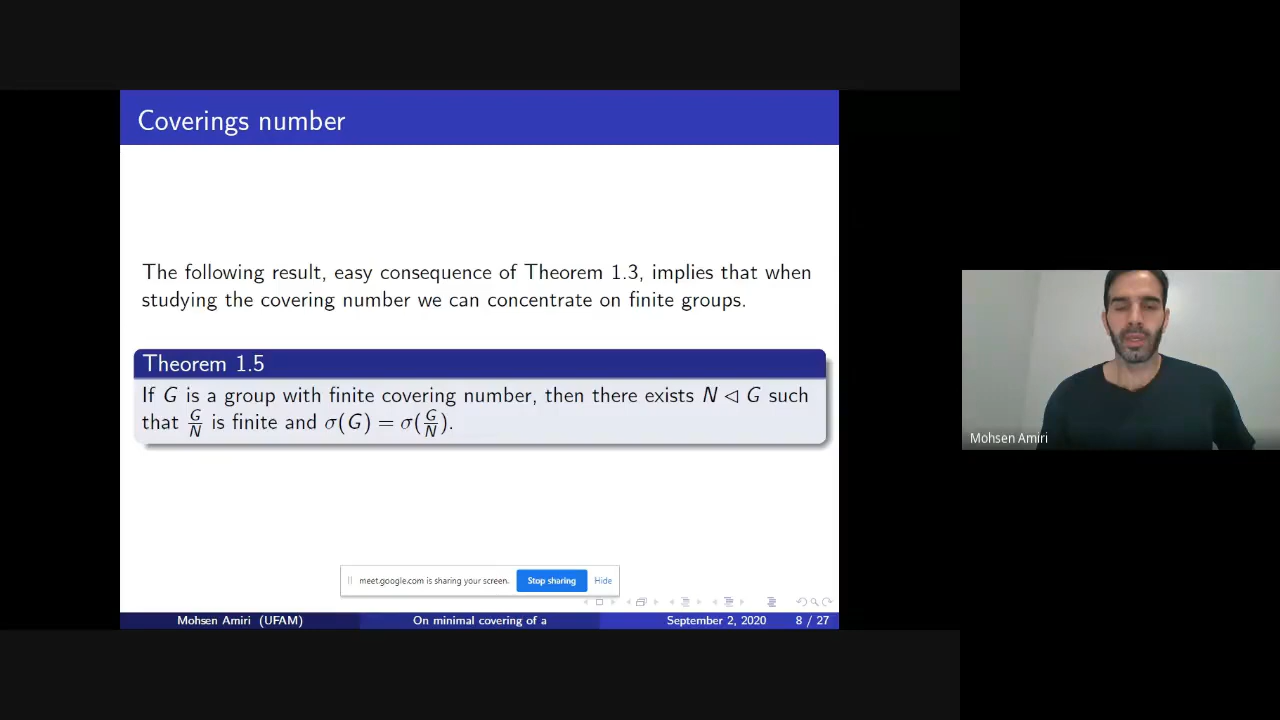 Coverings number
The following result, easy consequence of Theorem 1.3, implies that when
studying the covering number we can concentrate on finite groups.
Theorem 1.5
If G is a group with finite covering number, then there exists N ◁ G such
that G/N is finite and σ(G) = σ(G/N).
meet.google.com is sharing your screen. Stop sharing Hide
Mohsen Amiri (UFAM) On minimal covering of a September 2, 2020 8 / 27
Mohsen Amiri